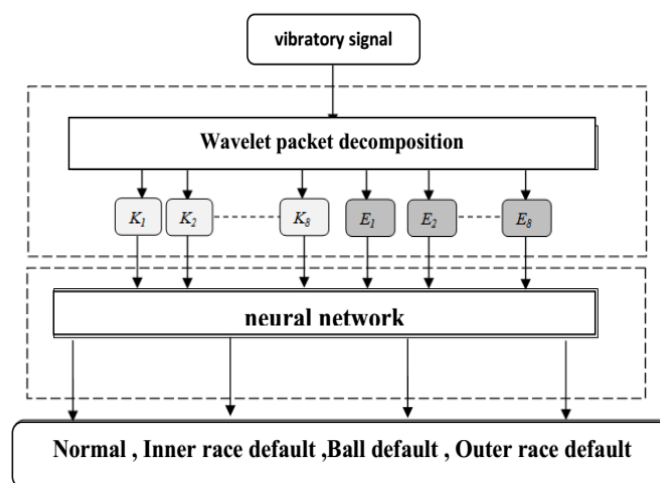 vibratory signal
Wavelet packet decomposition
K1 K2 K8 E1 E2 E8
neural network
Normal , Inner race default ,Ball default , Outer race default